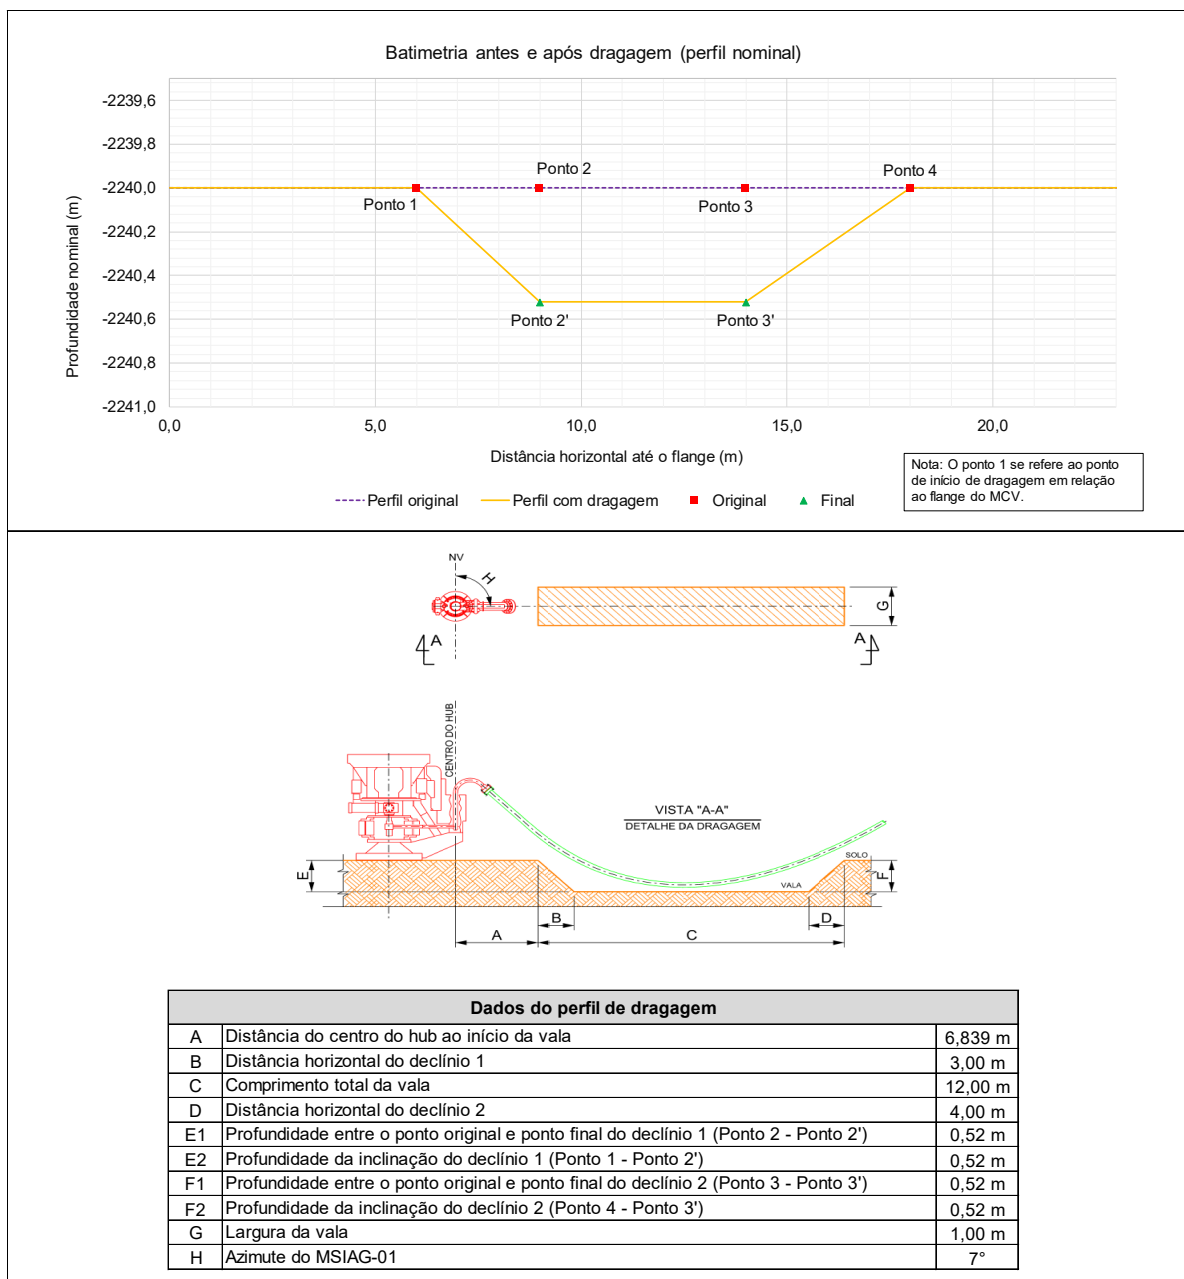 Batimetria antes e após dragagem (perfil nominal)
Profundidade nominal (m)
-2239,6
-2239,8
-2240,0
-2240,2
-2240,4
-2240,6
-2240,8
-2241,0
Ponto 1
Ponto 2
Ponto 3
Ponto 4
Ponto 2'
Ponto 3'
0,0
5,0
10,0
15,0
20,0
Distância horizontal até o flange (m)
Perfil original
Perfil com dragagem
Original
Final
Nota: O ponto 1 se refere ao ponto
de início de dragagem em relação
ao flange do MCV.
NV
H
G
A
A
CENTRO DO HUB
VISTA "A-A"
DETALHE DA DRAGAGEM
SOLO
VALA
E
F
B
D
A
C
Dados do perfil de dragagem
A Distância do centro do hub ao início da vala 6,839 m
B Distância horizontal do declínio 1 3,00 m
C Comprimento total da vala 12,00 m
D Distância horizontal do declínio 2 4,00 m
E1 Profundidade entre o ponto original e ponto final do declínio 1 (Ponto 2 - Ponto 2') 0,52 m
E2 Profundidade da inclinação do declínio 1 (Ponto 1 - Ponto 2') 0,52 m
F1 Profundidade entre o ponto original e ponto final do declínio 2 (Ponto 3 - Ponto 3') 0,52 m
F2 Profundidade da inclinação do declínio 2 (Ponto 4 - Ponto 3') 0,52 m
G Largura da vala 1,00 m
H Azimute do MSIAG-01 7°